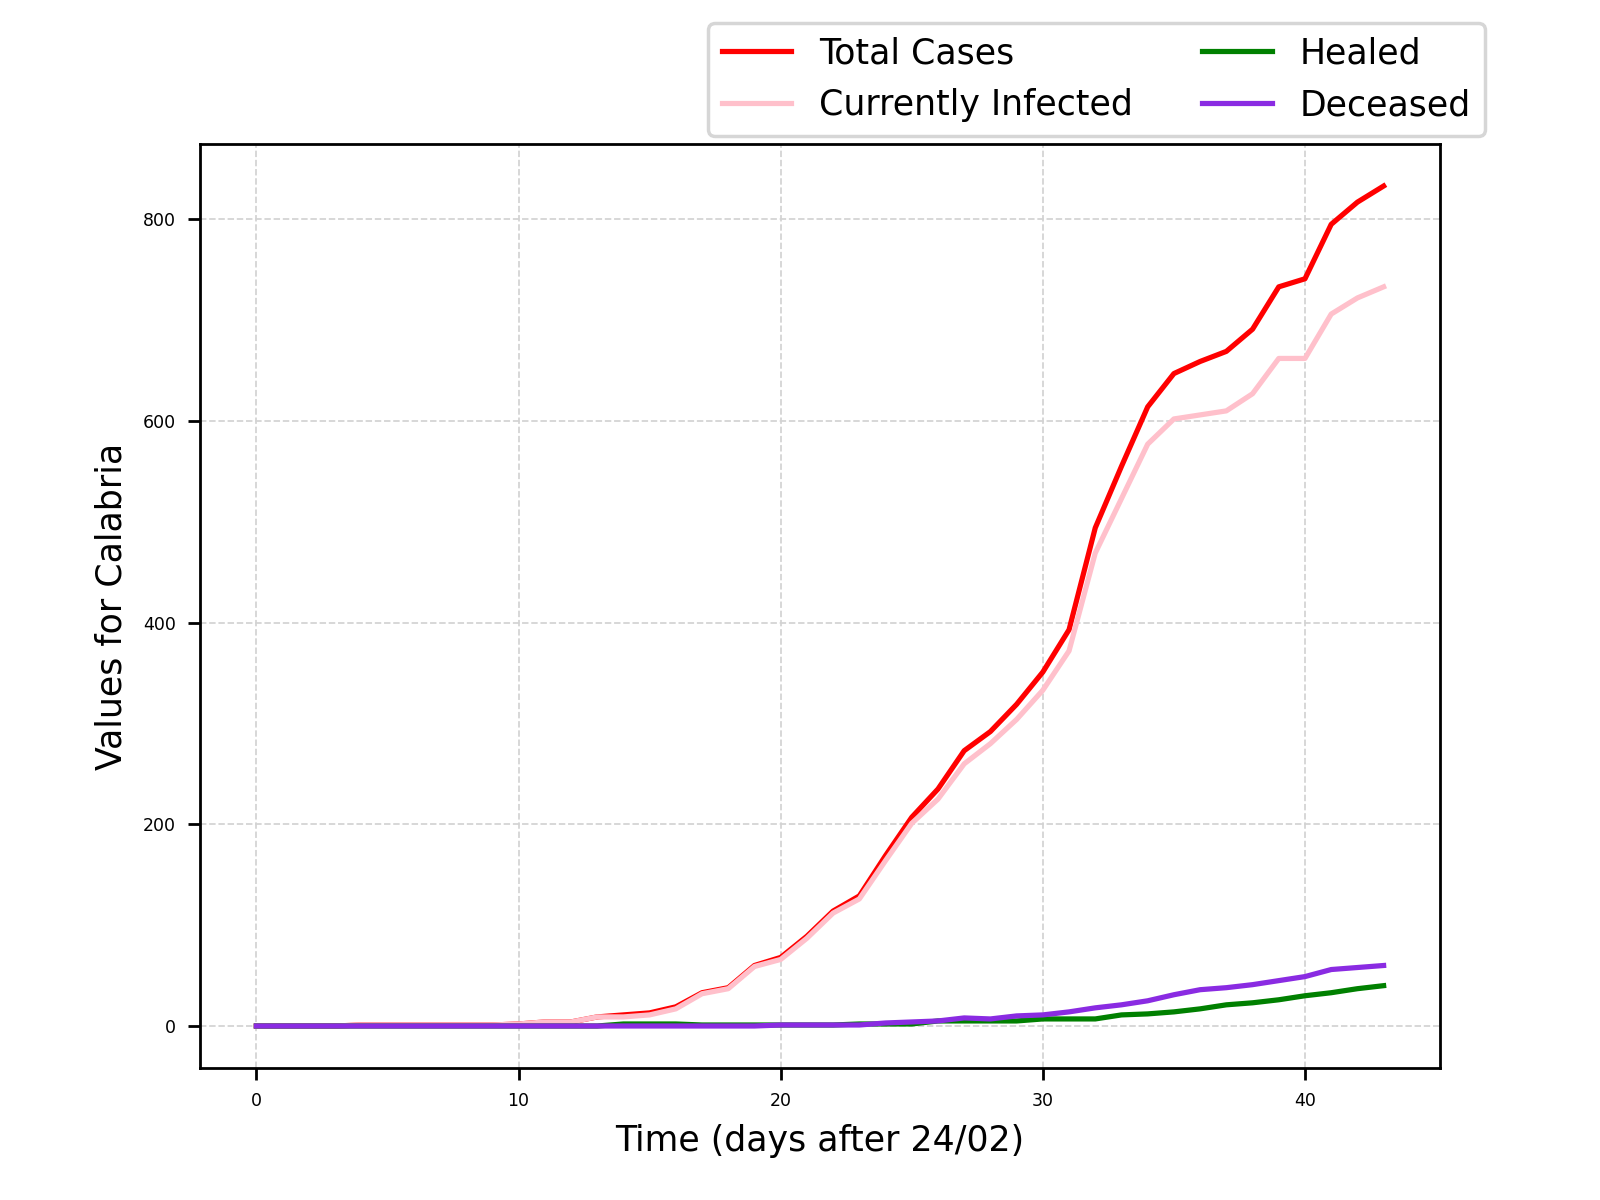 Total Cases
Currently Infected
Healed
Deceased
Values for Calabria
800
600
400
200
0
0 10 20 30 40
Time (days after 24/02)